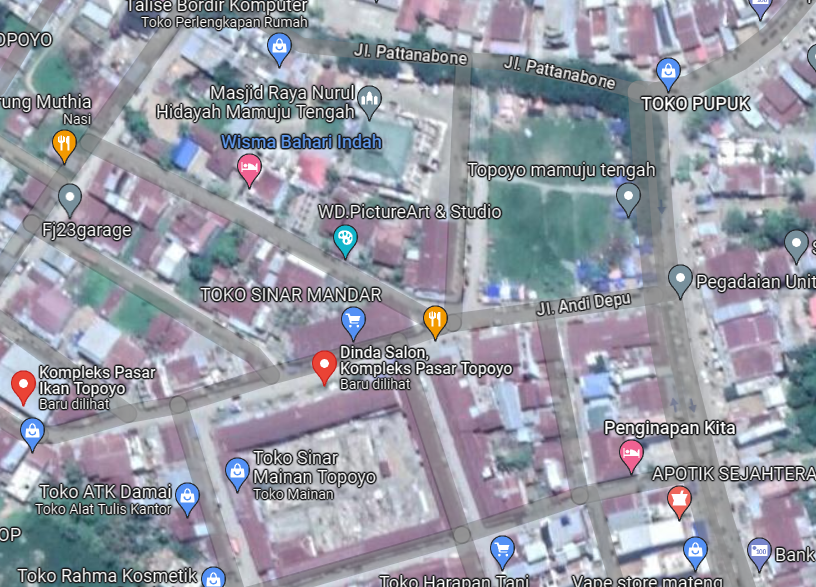 Talise Bordir Komputer
Toko Perlengkapan Rumah
OPOYO
Jl. Pattanabone
Jl. Pattanabone
rung Muthia
Nasi
Masjid Raya Nurul
Hidayah Mamuju Tengah
TOKO PUPUK
Wisma Bahari Indah
Topoyo mamuju tengah
Fj23garage
WD.PictureArt & Studio
S
Pegadaian Unit
TOKO SINAR MANDAR
Jl. Andi Depu
Kompleks Pasar
Ikan Topoyo
Baru dilihat
Dinda Salon,
Kompleks Pasar Topoyo
Baru dilihat
Penginapan Kita
Toko Sinar
Mainan Topoyo
Toko Mainan
APOTIK SEJAHTERA
Toko ATK Damai
Toko Alat Tulis Kantor
OP
Bank
Toko Rahma Kosmetik
Toko Harapan Tani
Vape store mateng